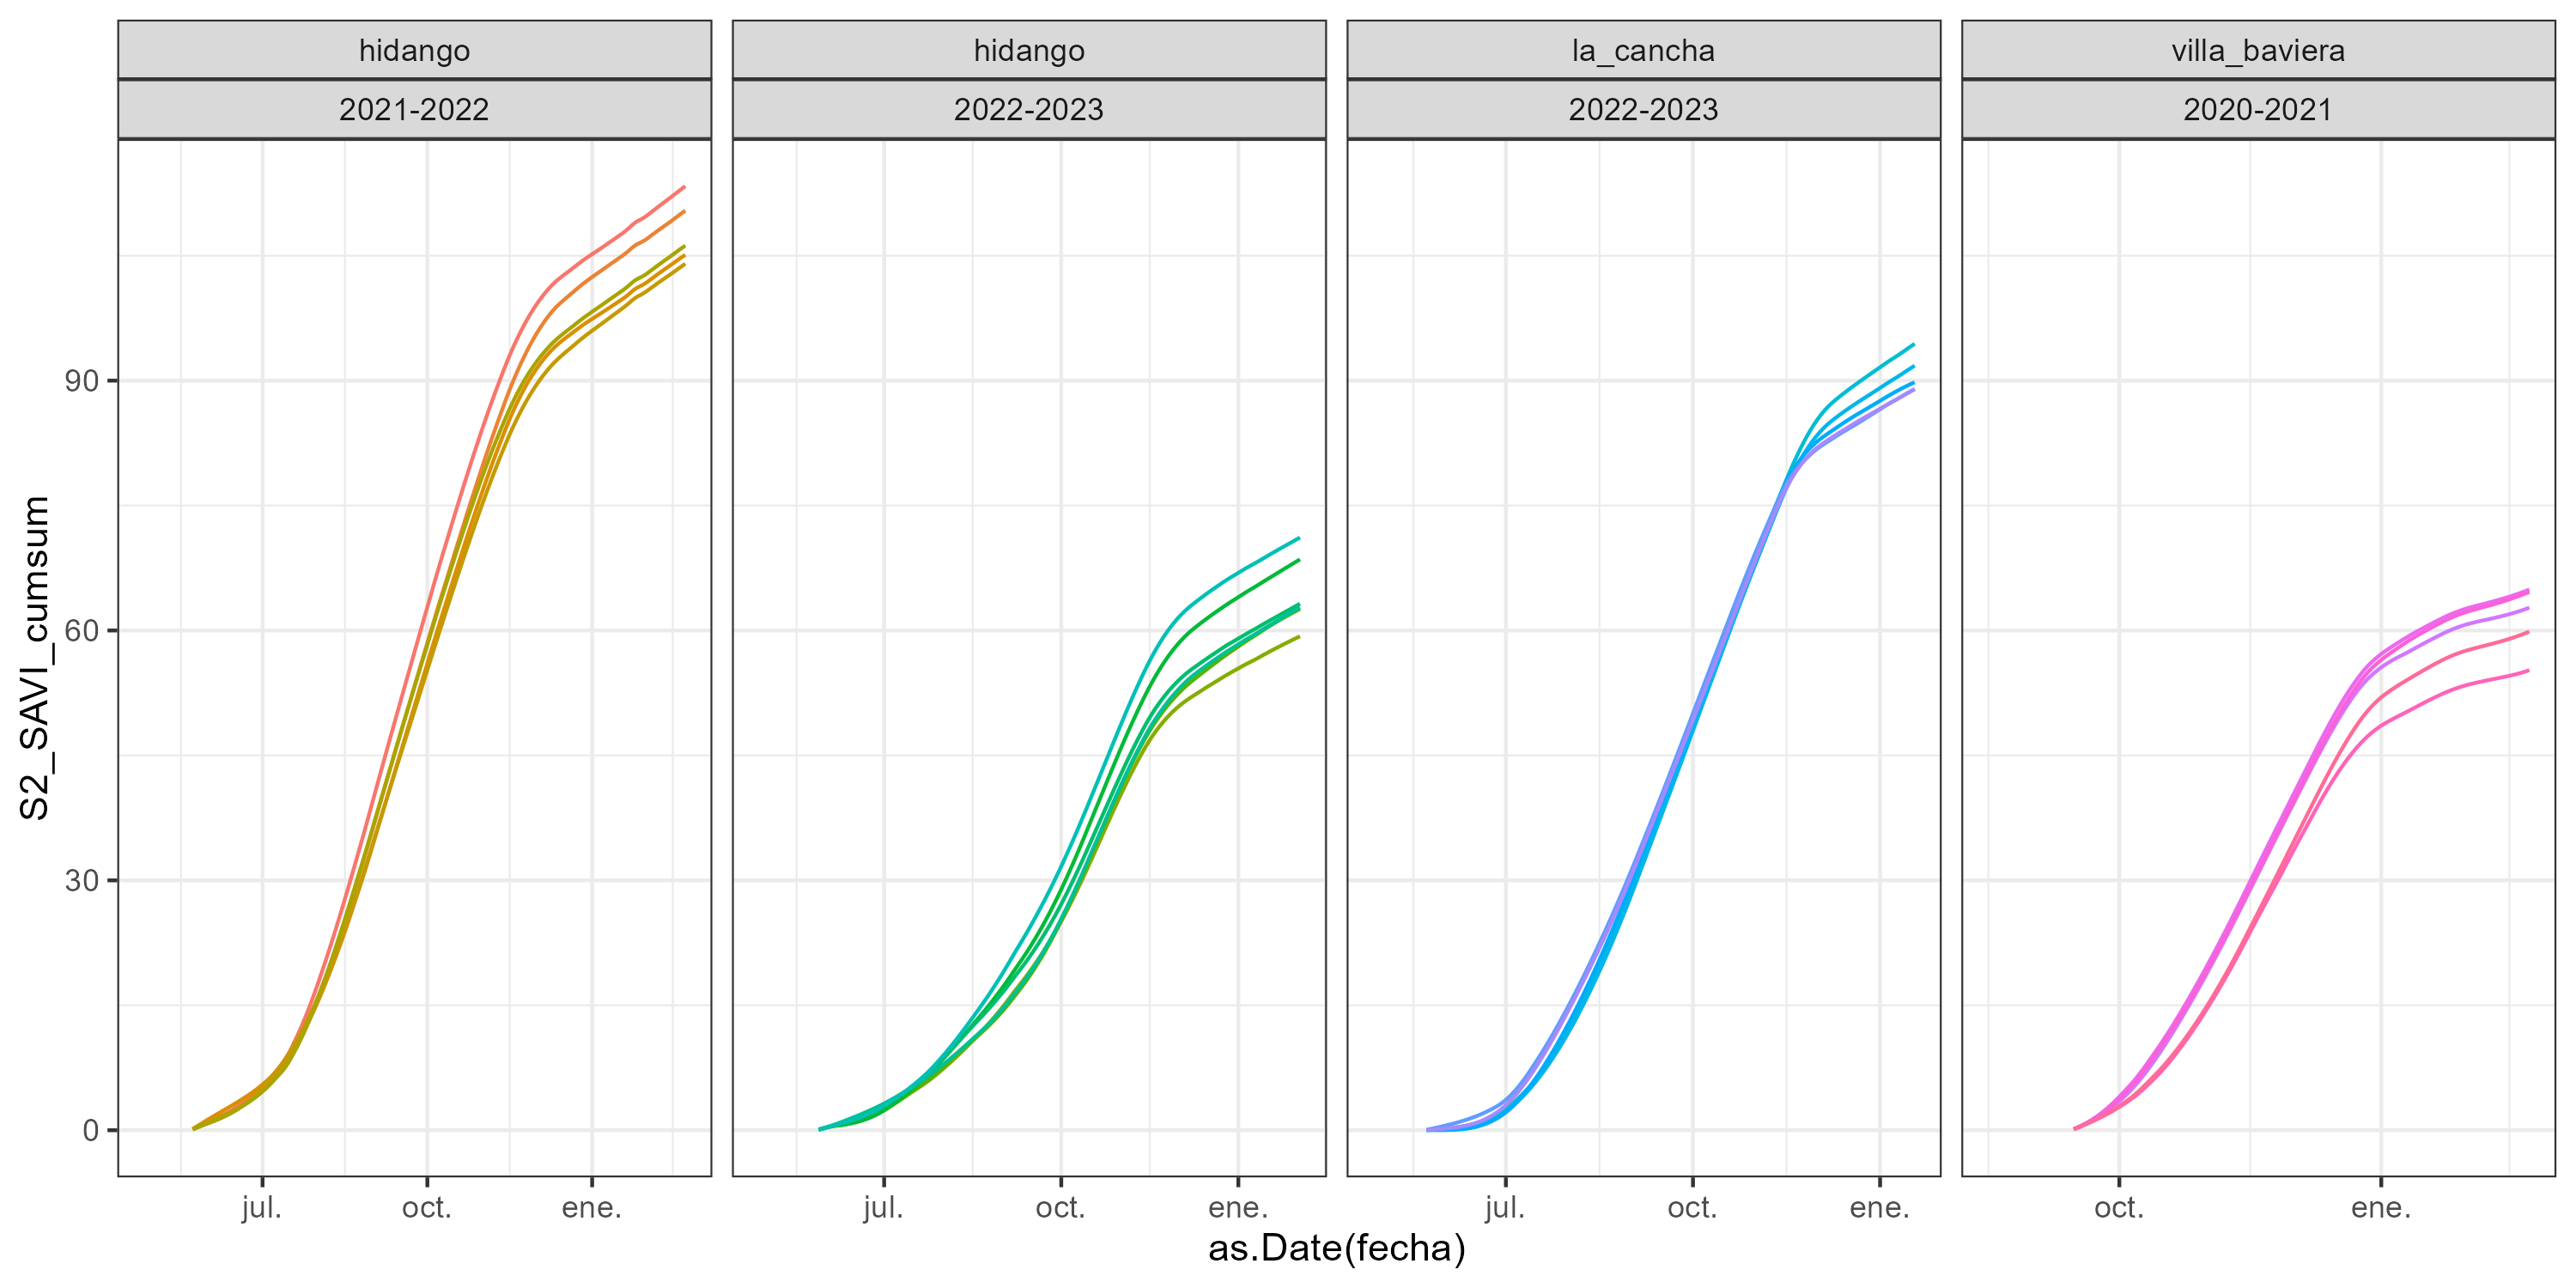 hidango
hidango
la_cancha
villa_baviera
2021-2022
2022-2023
2022-2023
2020-2021
S2_SAVI_cumsum
90
60
30
0
jul.
oct.
ene.
jul.
oct.
ene.
jul.
oct.
ene.
oct.
ene.
as.Date(fecha)